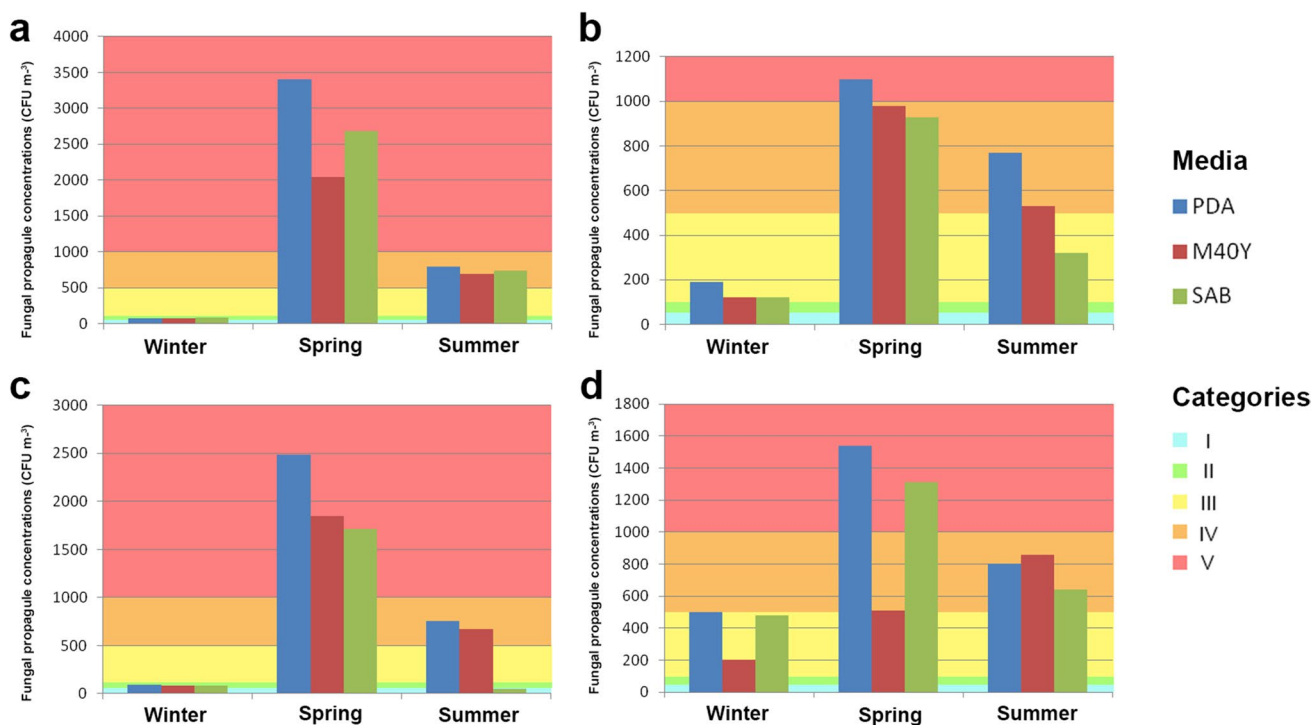 a
Fungal propagule concentrations (CFU m-³)
4000
3500
3000
2500
2000
1500
1000
500
0
Winter Spring Summer
b
Fungal propagule concentrations (CFU m-³)
1200
1000
800
600
400
200
0
Winter Spring Summer
Media
PDA
M40Y
SAB
c
Fungal propagule concentrations (CFU m-³)
3000
2500
2000
1500
1000
500
0
Winter Spring Summer
d
Fungal propagule concentrations (CFU m-³)
1800
1600
1400
1200
1000
800
600
400
200
0
Winter Spring Summer
Categories
I
II
III
IV
V